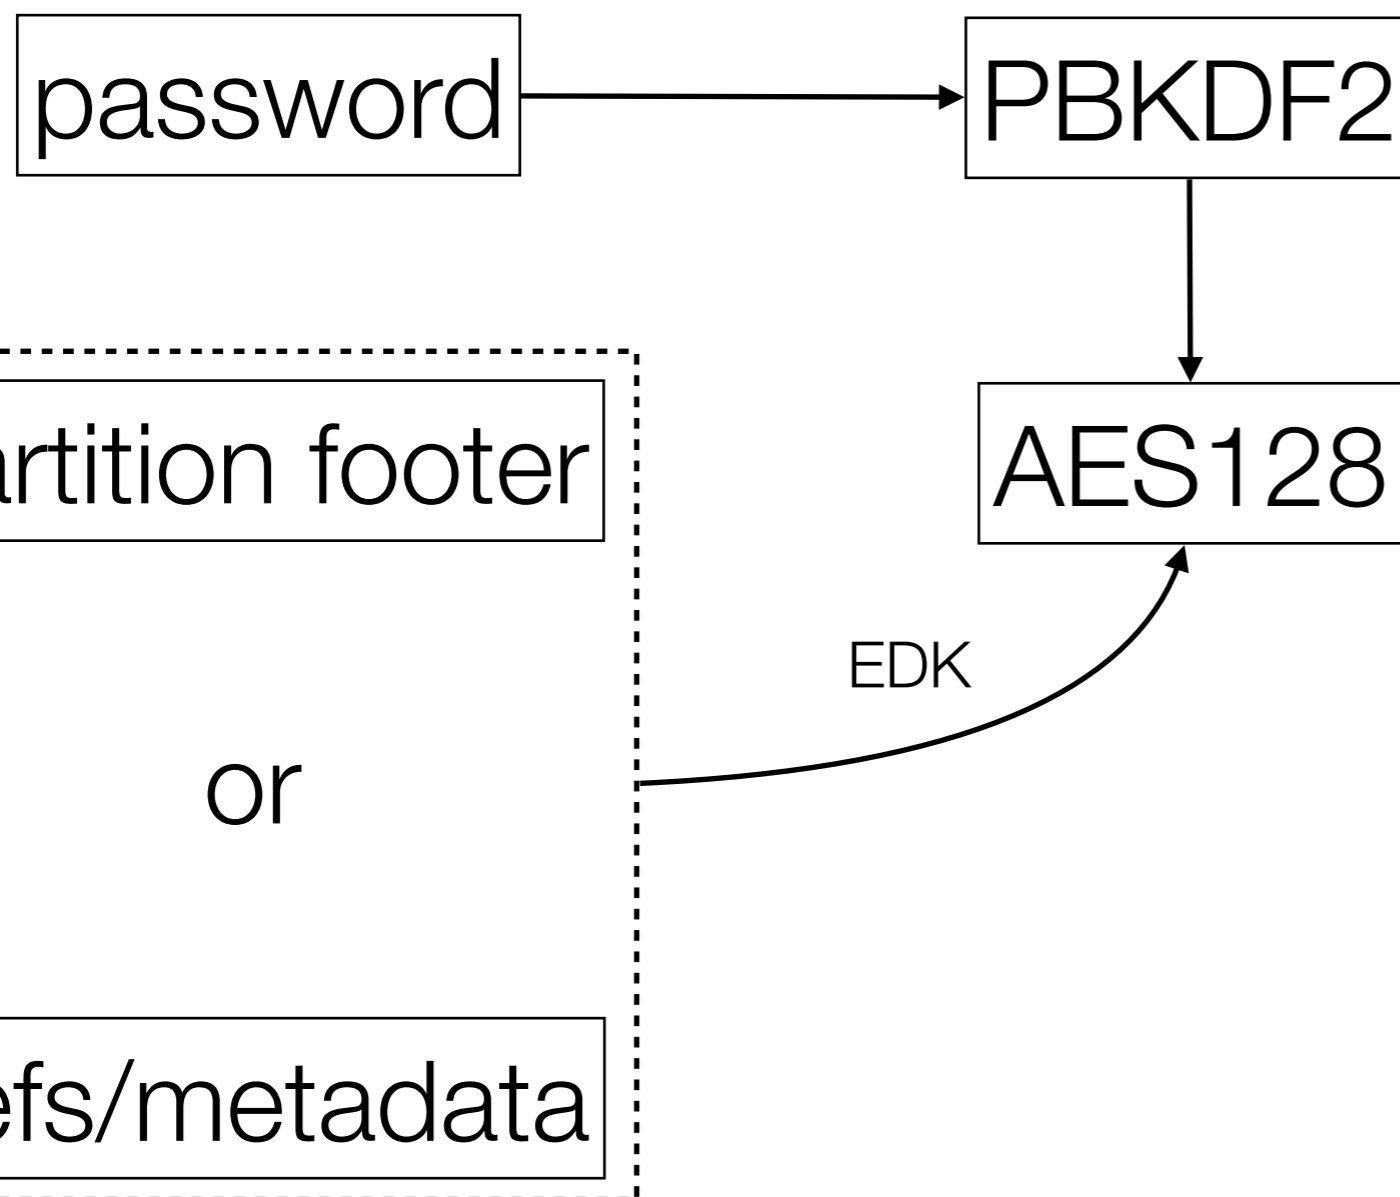 password
PBKDF2
artition footer
AES128
EDK
or
efs/metadata